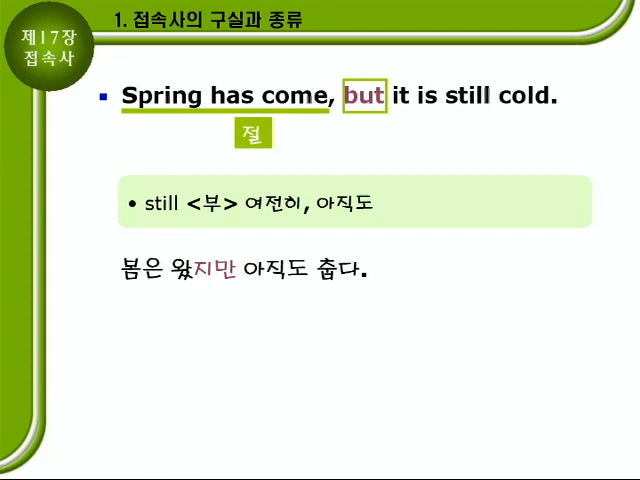 제17장
접속사
1. 접속사의 구실과 종류
Spring has come, but it is still cold.
절
• still <부> 여전히, 아직도
봄은 왔지만 아직도 춥다.